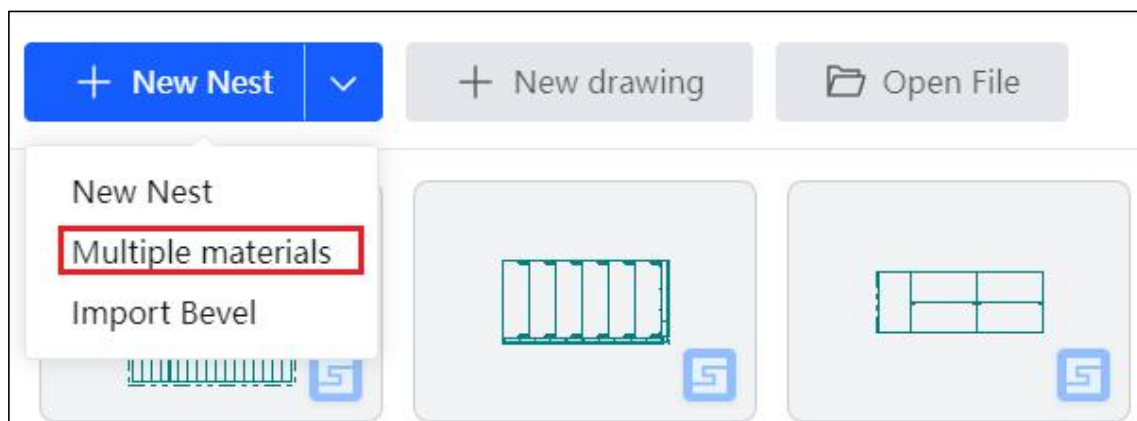 New Nest
New drawing
Open File
New Nest
Multiple materials
Import Bevel